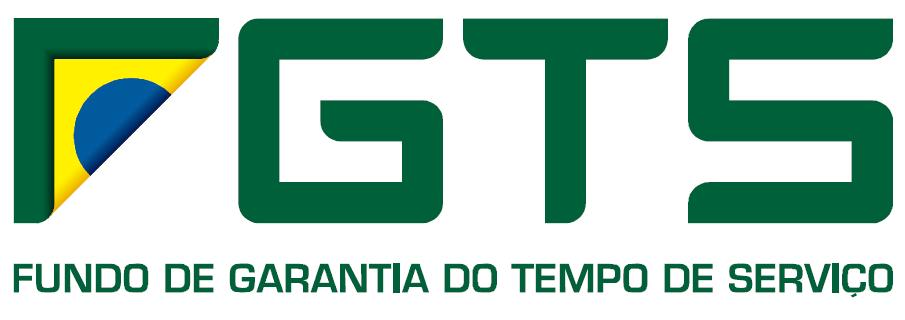 FGTS
FUNDO DE GARANTIA DO TEMPO DE SERVIÇO